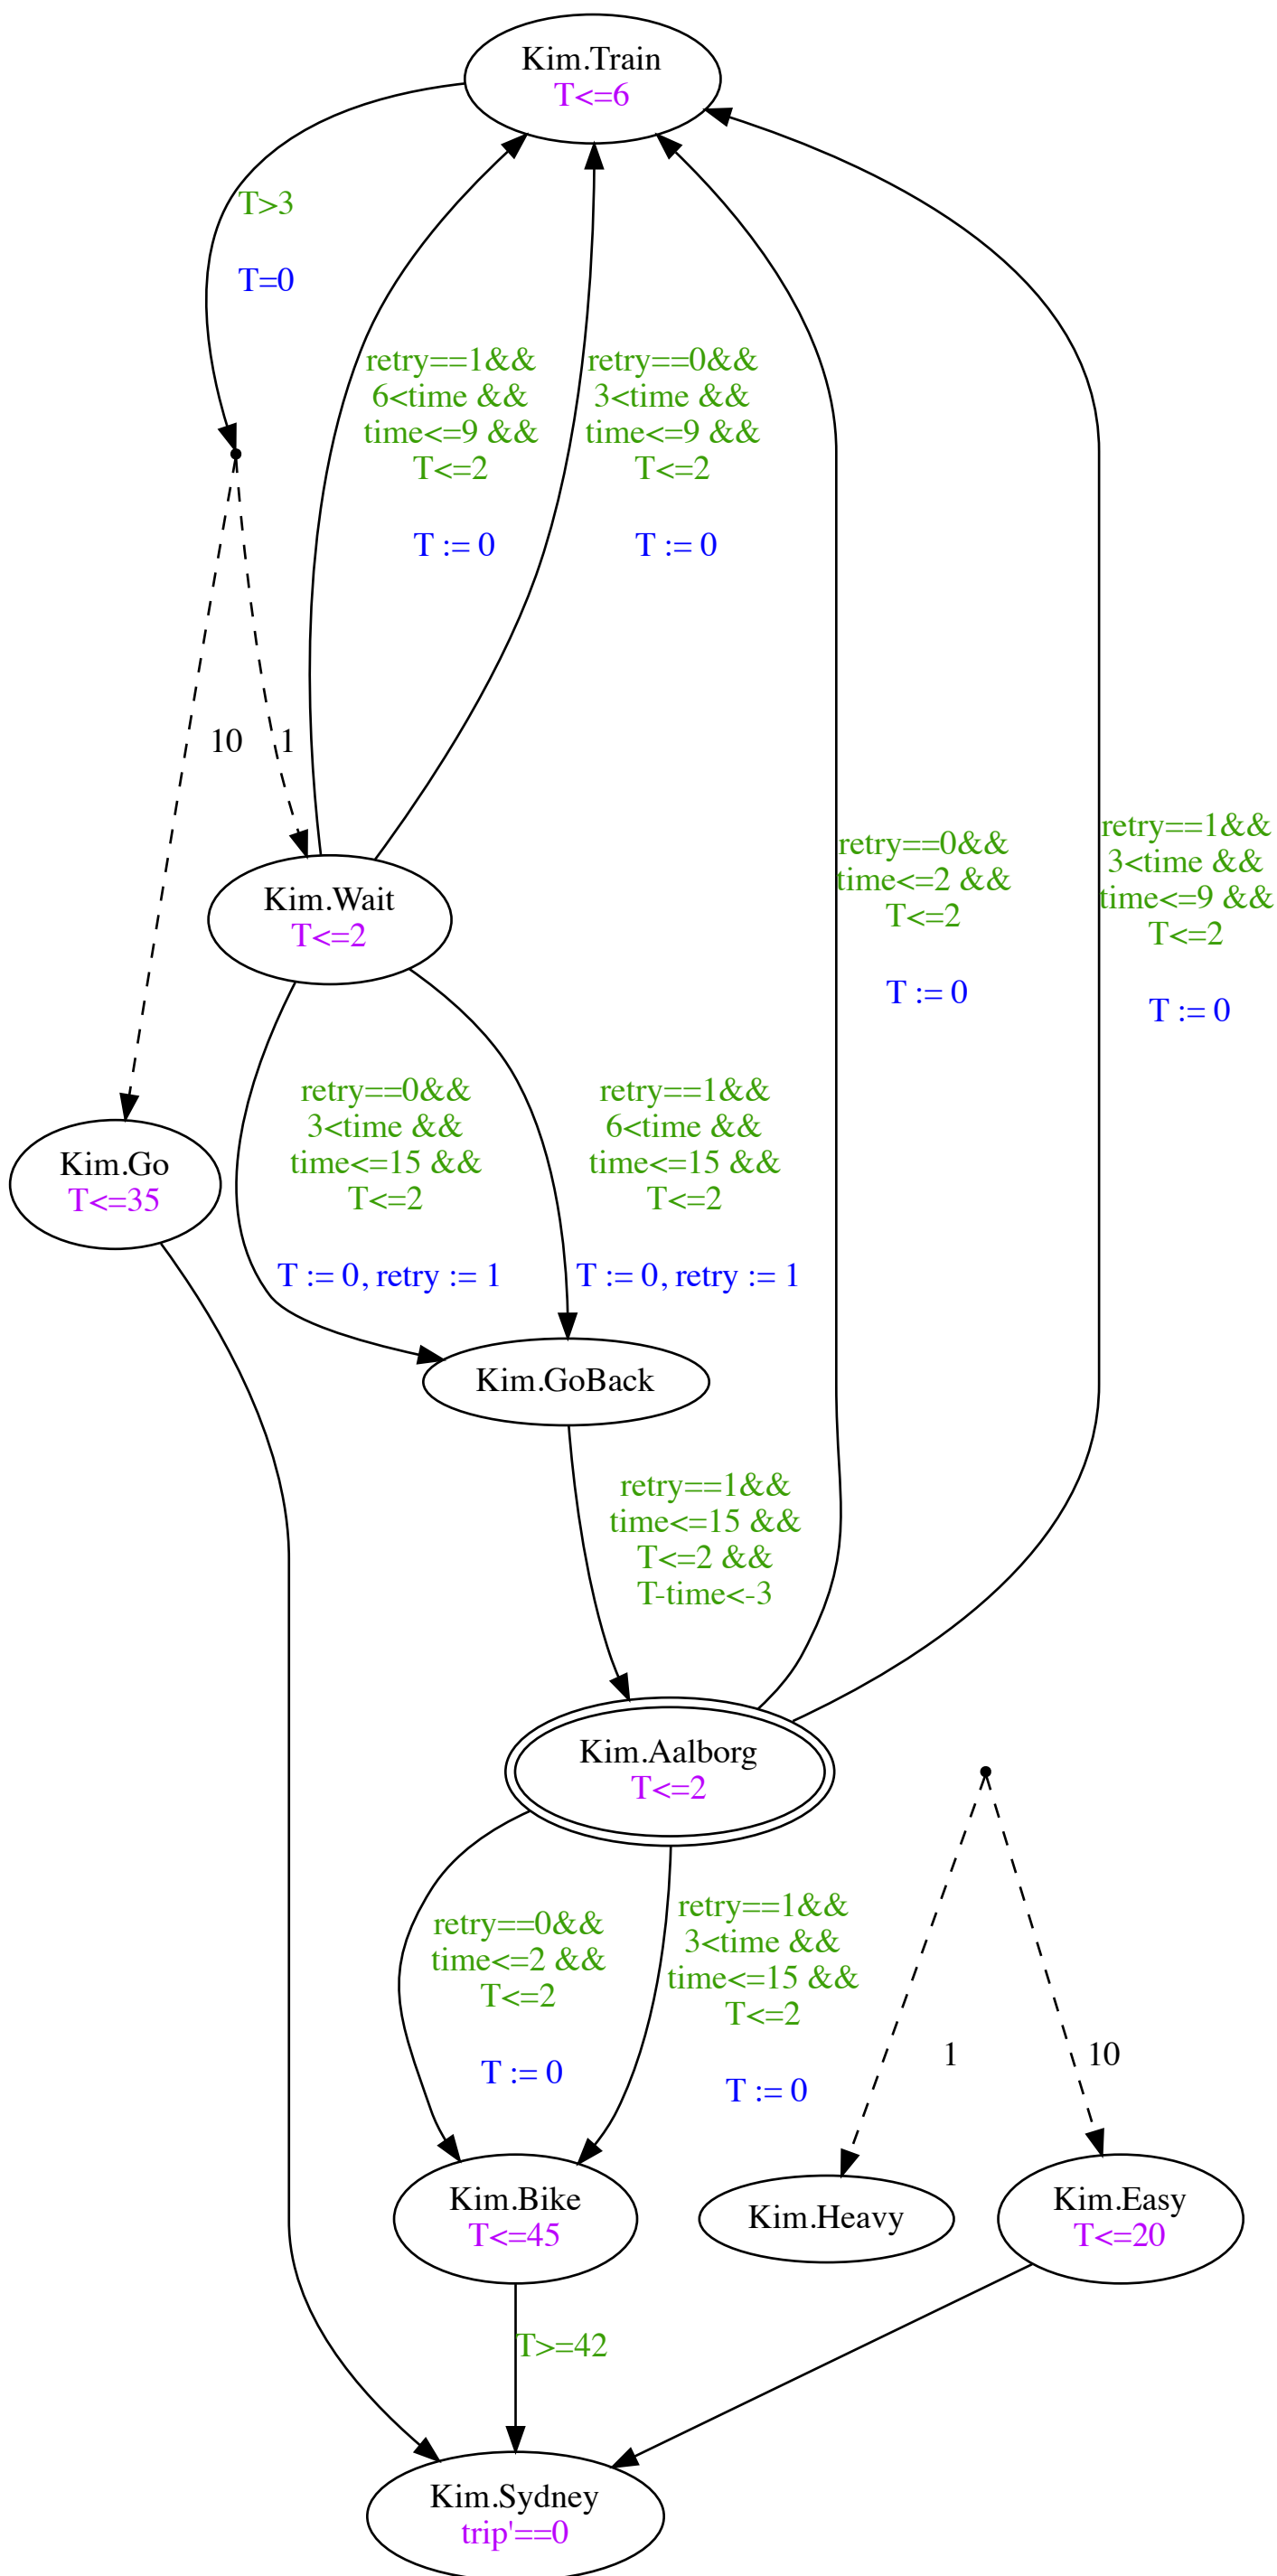 Kim.Train
T<=6
T>3
T=0
retry==1&&
6<time &&
time<=9 &&
T<=2
T := 0
retry==0&&
3<time &&
time<=9 &&
T<=2
T := 0
10
1
retry==0&&
time<=2 &&
T<=2
T := 0
retry==1&&
3<time &&
time<=9 &&
T<=2
T := 0
Kim.Wait
T<=2
Kim.Go
T<=35
retry==0&&
3<time &&
time<=15 &&
T<=2
T := 0, retry := 1
retry==1&&
6<time &&
time<=15 &&
T<=2
T := 0, retry := 1
Kim.GoBack
retry==1&&
time<=15 &&
T<=2 &&
T-time<-3
Kim.Aalborg
T<=2
retry==0&&
time<=2 &&
T<=2
T := 0
retry==1&&
3<time &&
time<=15 &&
T<=2
T := 0
1
10
Kim.Bike
T<=45
Kim.Heavy
Kim.Easy
T<=20
T>=42
Kim.Sydney
trip'==0